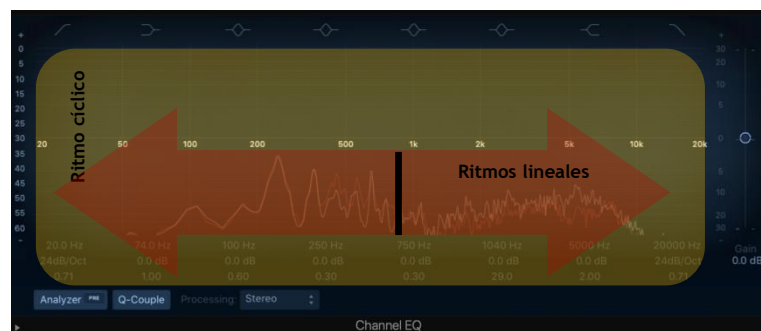 + +
0 30
5 20
10
15 10
20
25 5
30 0
20 50 100 200 500 1k 2k 5k 10k 20k
Ritmo cíclico
Ritmos lineales
35
40 5
45
50 10
55 20
60 30
- -
20.0 Hz 74.0 Hz 100 Hz 250 Hz 750 Hz 1040 Hz 5000 Hz 20000 Hz Gain
24dB/Oct 0.0 dB 0.0 dB 0.0 dB 0.0 dB 0.0 dB 0.0 dB 24dB/Oct 0.0 dB
0.71 1.00 0.60 0.30 0.30 29.0 2.00 0.71
Analyzer PRE Q-Couple Processing: Stereo
Channel EQ